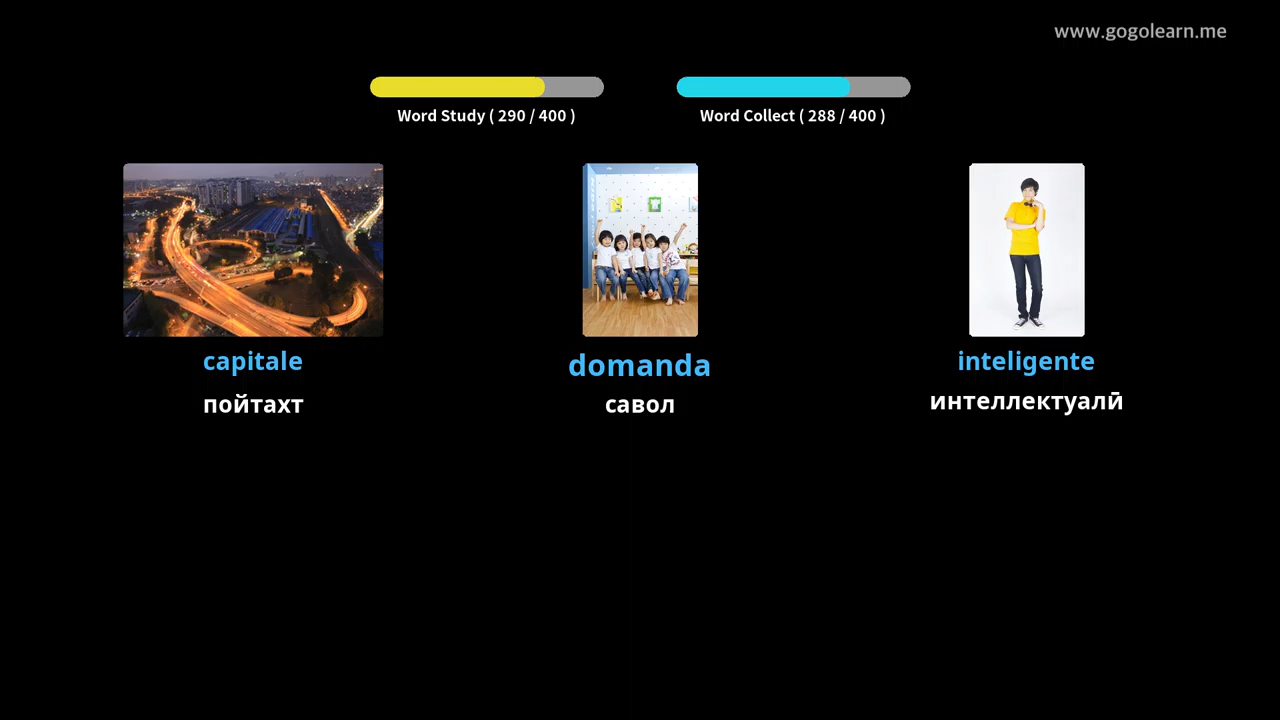 www.gogolearn.me
Word Study ( 290 / 400 )
Word Collect ( 288 / 400 )
capitale
domanda
inteligente
пойтахт
савол
интеллектуалӣ